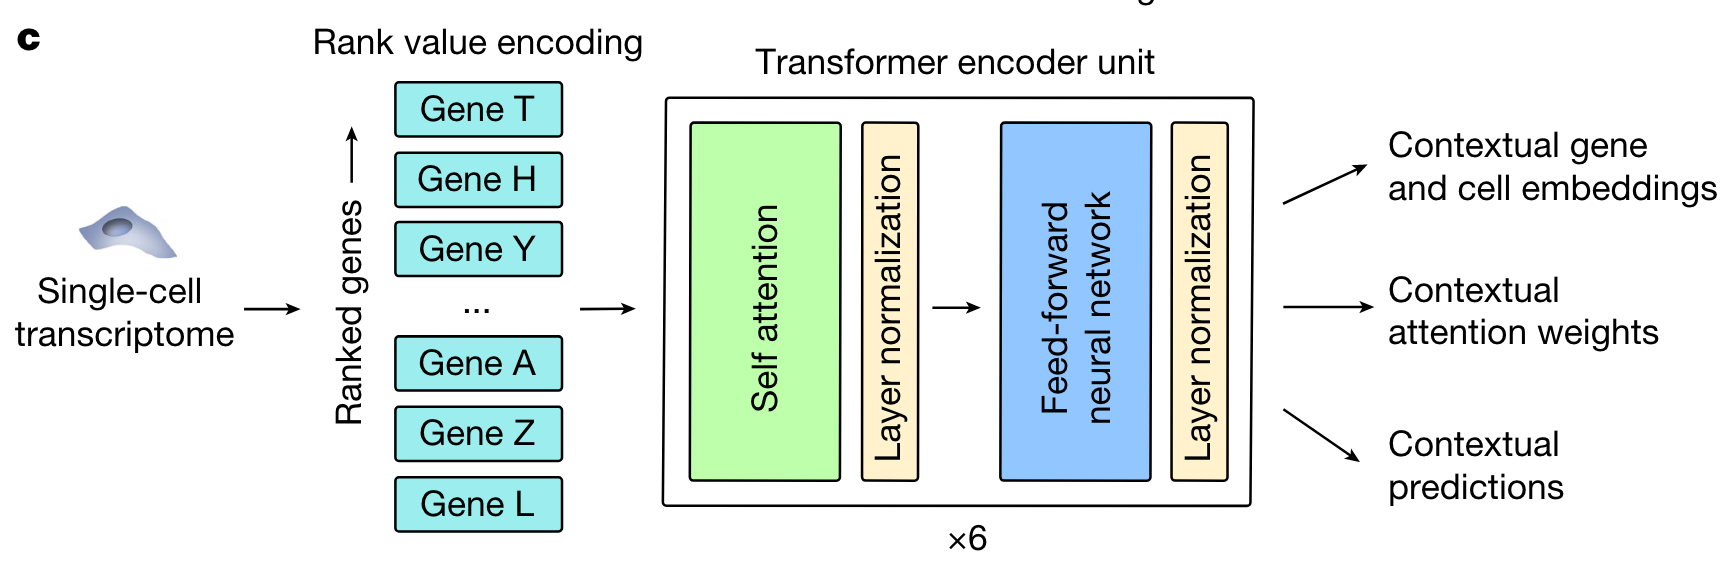 c
Rank value encoding
Transformer encoder unit
Single-cell
transcriptome
Ranked genes
Gene T
Gene H
Gene Y
...
Gene A
Gene Z
Gene L
Self attention
Layer normalization
Feed-forward
neural network
Layer normalization
×6
Contextual gene
and cell embeddings
Contextual
attention weights
Contextual
predictions